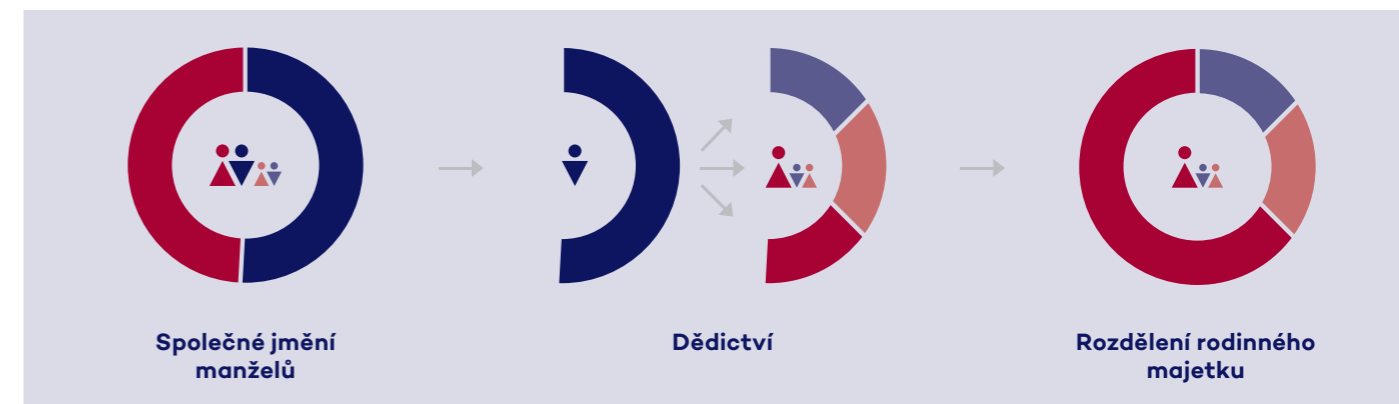 Společné jmění
manželů
Dědictví
Rozdělení rodinného
majetku